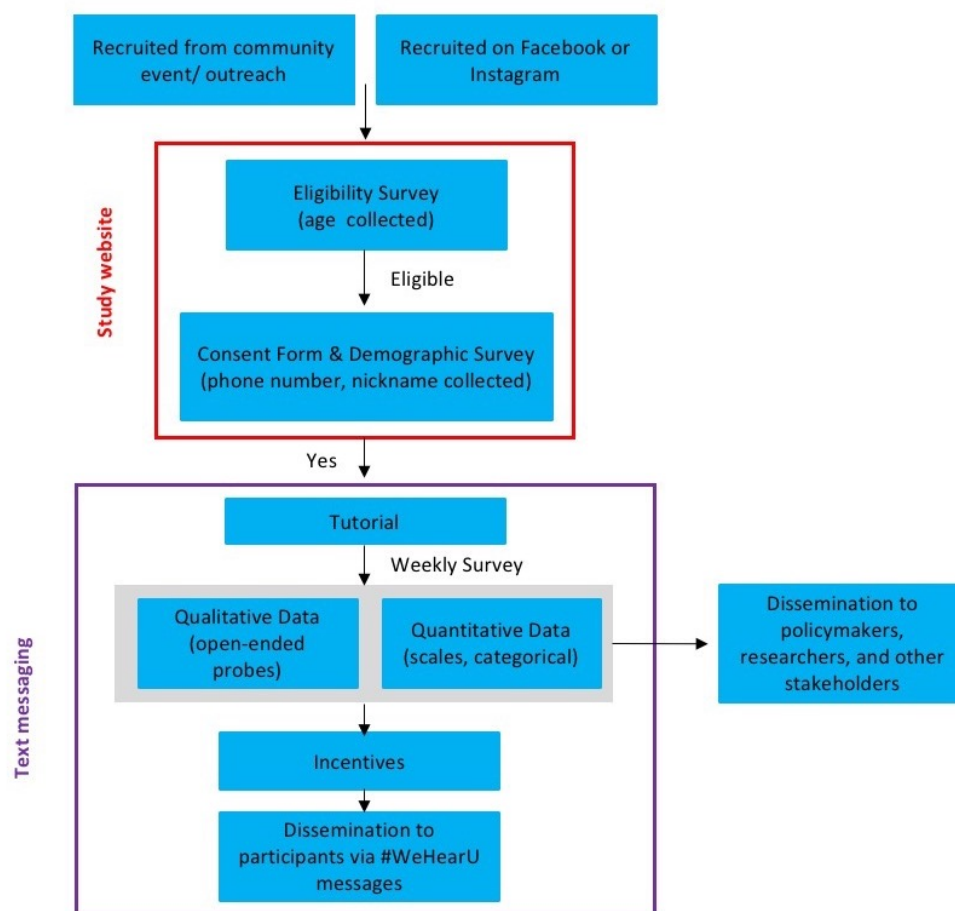 Recruited from community
event/ outreach
Recruited on Facebook or
Instagram
Study website
Eligibility Survey
(age collected)
Eligible
Consent Form & Demographic Survey
(phone number, nickname collected)
Yes
Text messaging
Tutorial
Weekly Survey
Qualitative Data
(open-ended
probes)
Quantitative Data
(scales, categorical)
Dissemination to
policymakers,
researchers, and other
stakeholders
Incentives
Dissemination to
participants via #WeHearU
messages